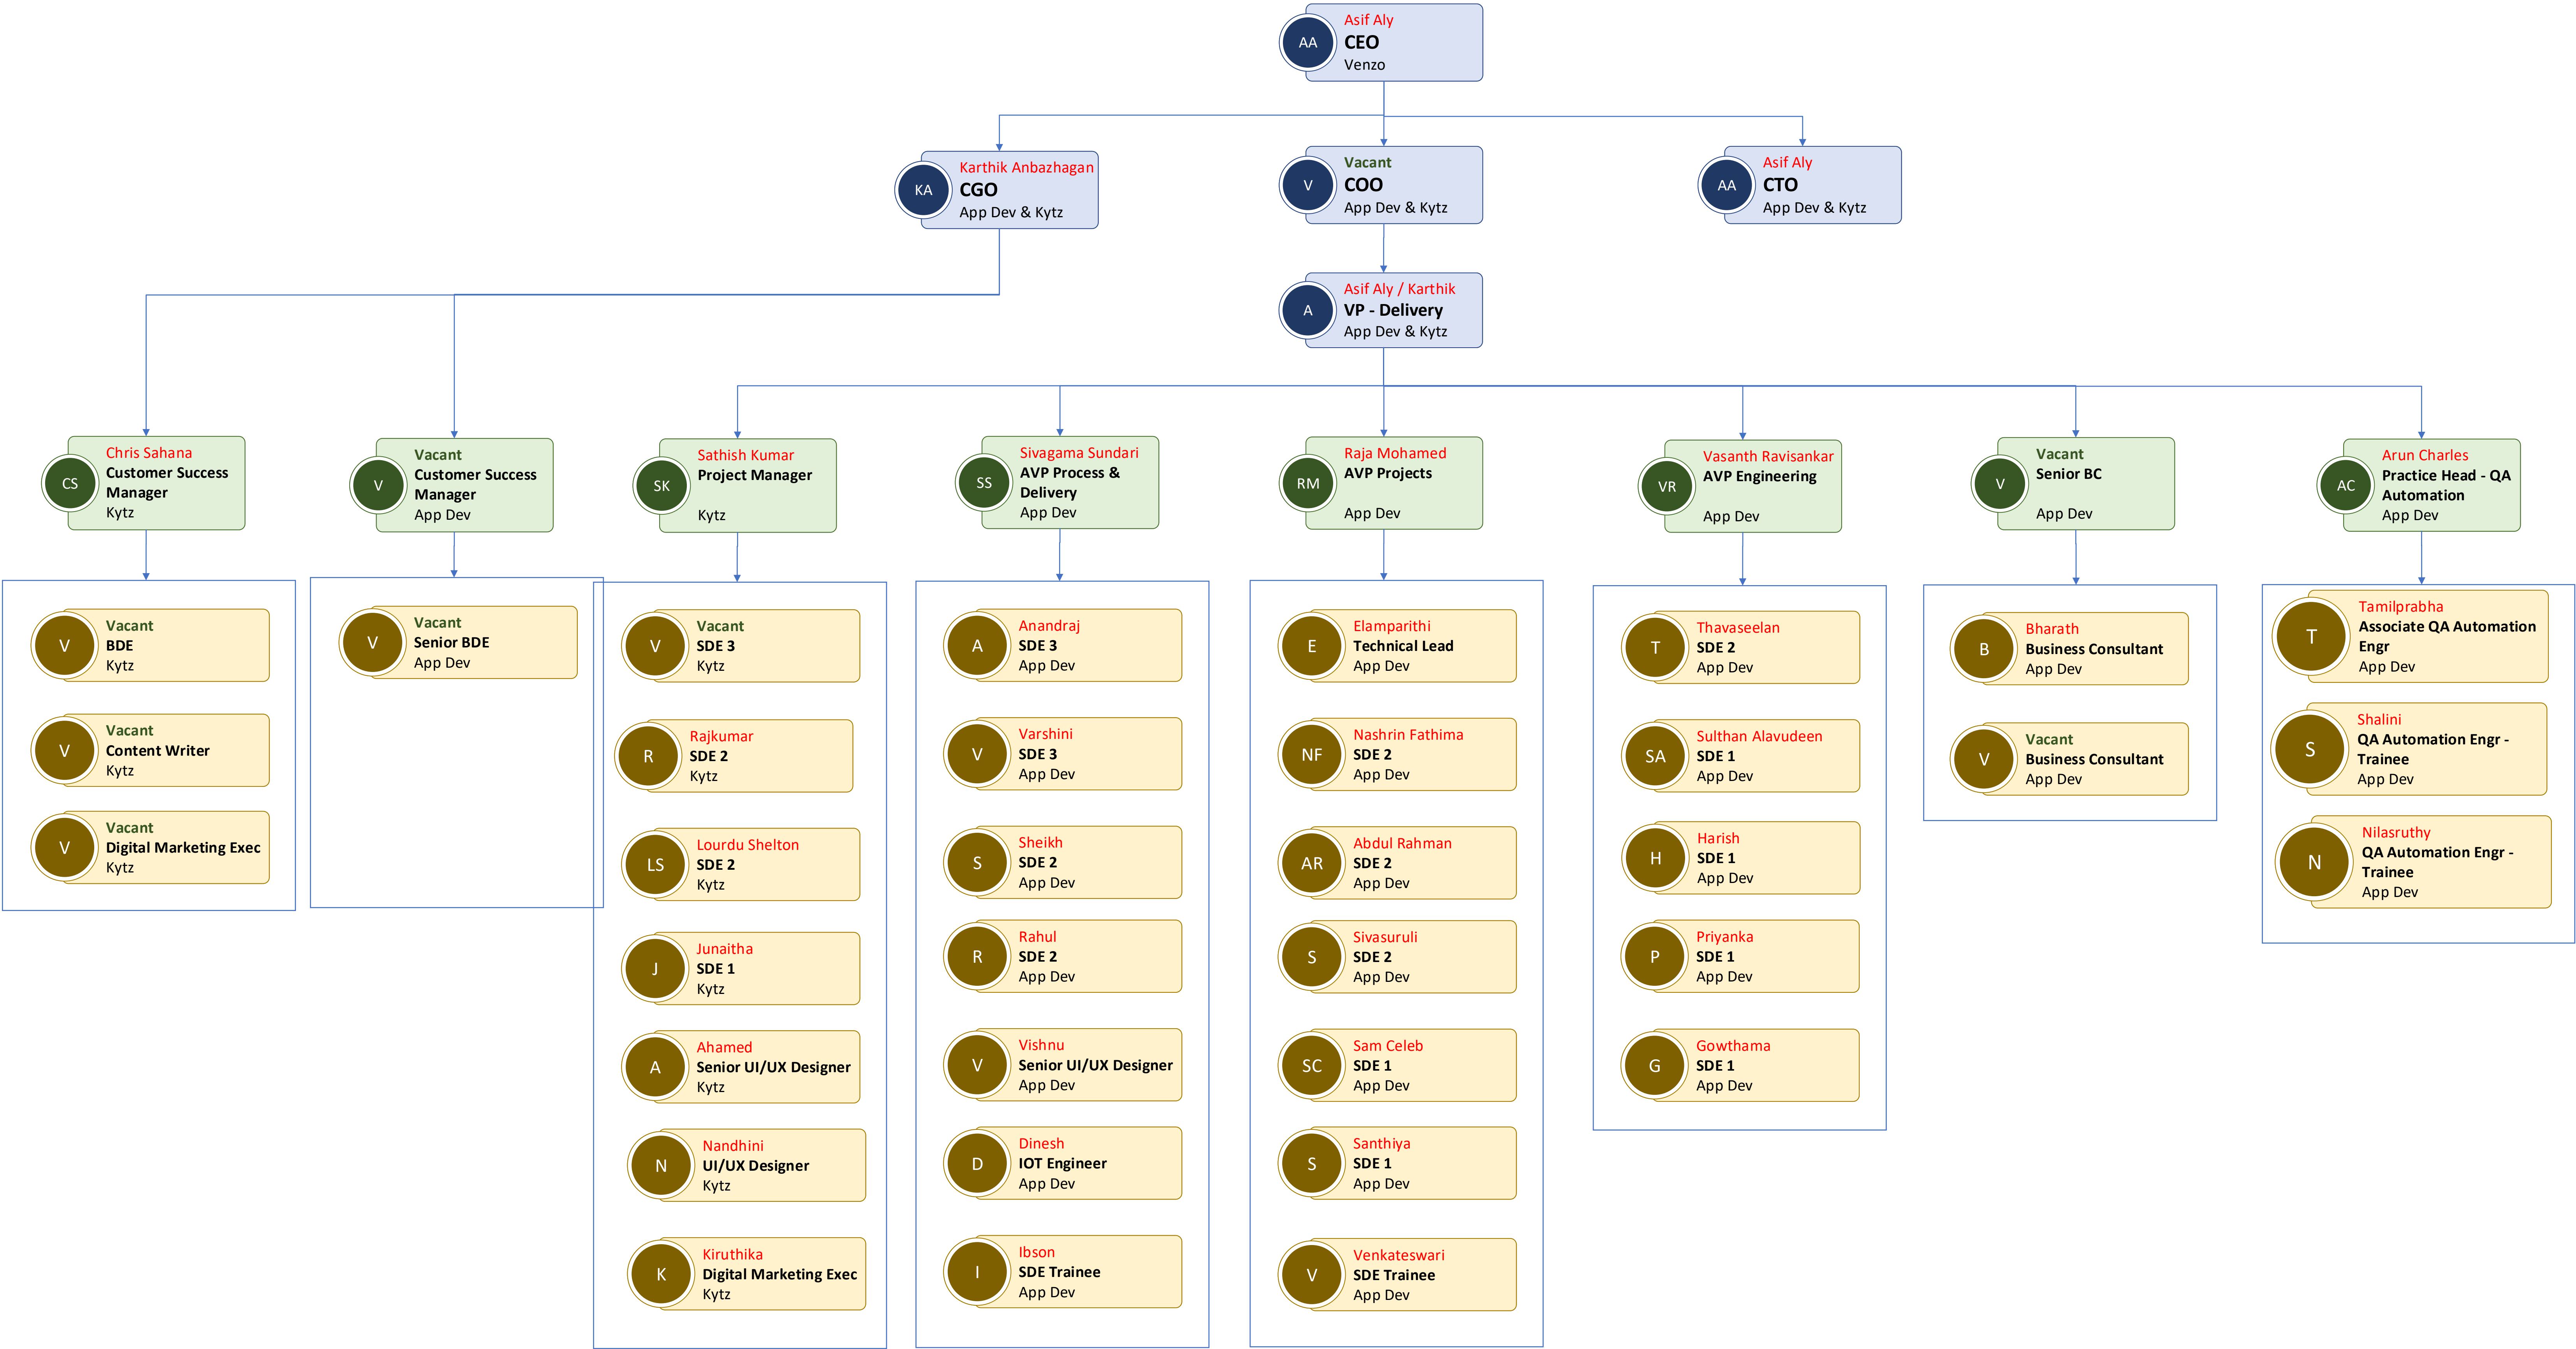 AA
Asif Aly
CEO
Venzo
KA
Karthik Anbazhagan
CGO
App Dev & Kytz
V
Vacant
COO
App Dev & Kytz
AA
Asif Aly
CTO
App Dev & Kytz
A
Asif Aly / Karthik
VP - Delivery
App Dev & Kytz
CS
Chris Sahana
Customer Success
Manager
Kytz
V
Vacant
Customer Success
Manager
App Dev
SK
Sathish Kumar
Project Manager
Kytz
SS
Sivagama Sundari
AVP Process &
Delivery
App Dev
RM
Raja Mohamed
AVP Projects
App Dev
VR
Vasanth Ravisankar
AVP Engineering
App Dev
V
Vacant
Senior BC
App Dev
AC
Arun Charles
Practice Head - QA
Automation
App Dev
V
Vacant
BDE
Kytz
V
Vacant
Content Writer
Kytz
V
Vacant
Digital Marketing Exec
Kytz
V
Vacant
Senior BDE
App Dev
V
Vacant
SDE 3
Kytz
R
Rajkumar
SDE 2
Kytz
LS
Lourdu Shelton
SDE 2
Kytz
J
Junaitha
SDE 1
Kytz
A
Ahamed
Senior UI/UX Designer
Kytz
N
Nandhini
UI/UX Designer
Kytz
K
Kiruthika
Digital Marketing Exec
Kytz
A
Anandraj
SDE 3
App Dev
V
Varshini
SDE 3
App Dev
S
Sheikh
SDE 2
App Dev
R
Rahul
SDE 2
App Dev
V
Vishnu
Senior UI/UX Designer
App Dev
D
Dinesh
IOT Engineer
App Dev
I
Ibson
SDE Trainee
App Dev
E
Elamparithi
Technical Lead
App Dev
NF
Nashrin Fathima
SDE 2
App Dev
AR
Abdul Rahman
SDE 2
App Dev
S
Sivasuruli
SDE 2
App Dev
SC
Sam Celeb
SDE 1
App Dev
S
Santhiya
SDE 1
App Dev
V
Venkateswari
SDE Trainee
App Dev
T
Thavaseelan
SDE 2
App Dev
SA
Sulthan Alavudeen
SDE 1
App Dev
H
Harish
SDE 1
App Dev
P
Priyanka
SDE 1
App Dev
G
Gowthama
SDE 1
App Dev
B
Bharath
Business Consultant
App Dev
V
Vacant
Business Consultant
App Dev
T
Tamilprabha
Associate QA Automation
Engr
App Dev
S
Shalini
QA Automation Engr -
Trainee
App Dev
N
Nilasruthy
QA Automation Engr -
Trainee
App Dev